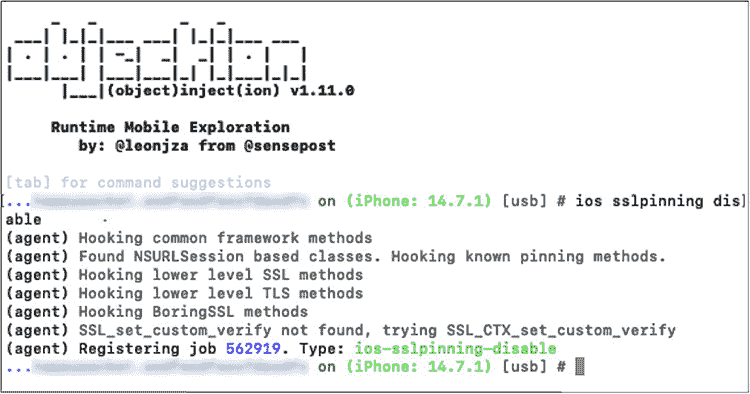 |___|(object)inject(ion) v1.11.0
Runtime Mobile Exploration
by: @leonjza from @sensepost
[tab] for command suggestions
[... on (iPhone: 14.7.1) [usb] # ios sslpinning dis]
able
(agent) Hooking common framework methods
(agent) Found NSURLSession based classes. Hooking known pinning methods.
(agent) Hooking lower level SSL methods
(agent) Hooking lower level TLS methods
(agent) Hooking BoringSSL methods
(agent) SSL_set_custom_verify not found, trying SSL_CTX_set_custom_verify
(agent) Registering job 562919. Type: ios-sslpinning-disable
... on (iPhone: 14.7.1) [usb] #